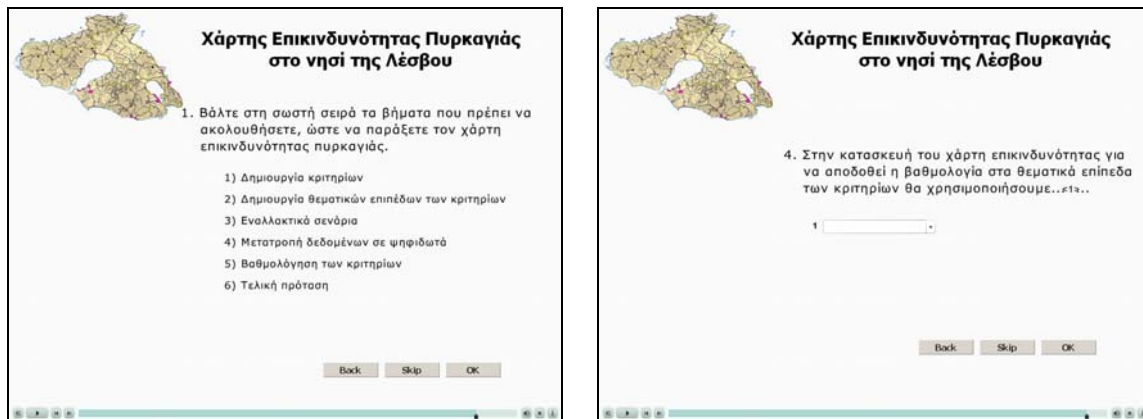 Χάρτης Επικινδυνότητας Πυρκαγιάς
στο νησί της Λέσβου
1. Βάλτε στη σωστή σειρά τα βήματα που πρέπει να
ακολουθήσετε, ώστε να παράξετε τον χάρτη
επικινδυνότητας πυρκαγιάς.
1) Δημιουργία κριτηρίων
2) Δημιουργία θεματικών επιπέδων των κριτηρίων
3) Εναλλακτικά σενάρια
4) Μετατροπή δεδομένων σε ψηφιδωτά
5) Βαθμολόγηση των κριτηρίων
6) Τελική πρόταση
Back Skip OK
Χάρτης Επικινδυνότητας Πυρκαγιάς
στο νησί της Λέσβου
4. Στην κατασκευή του χάρτη επικινδυνότητας για
να αποδοθεί η βαθμολογία στα θεματικά επίπεδα
των κριτηρίων θα χρησιμοποιήσουμε..≤1≥..
1
Back Skip OK